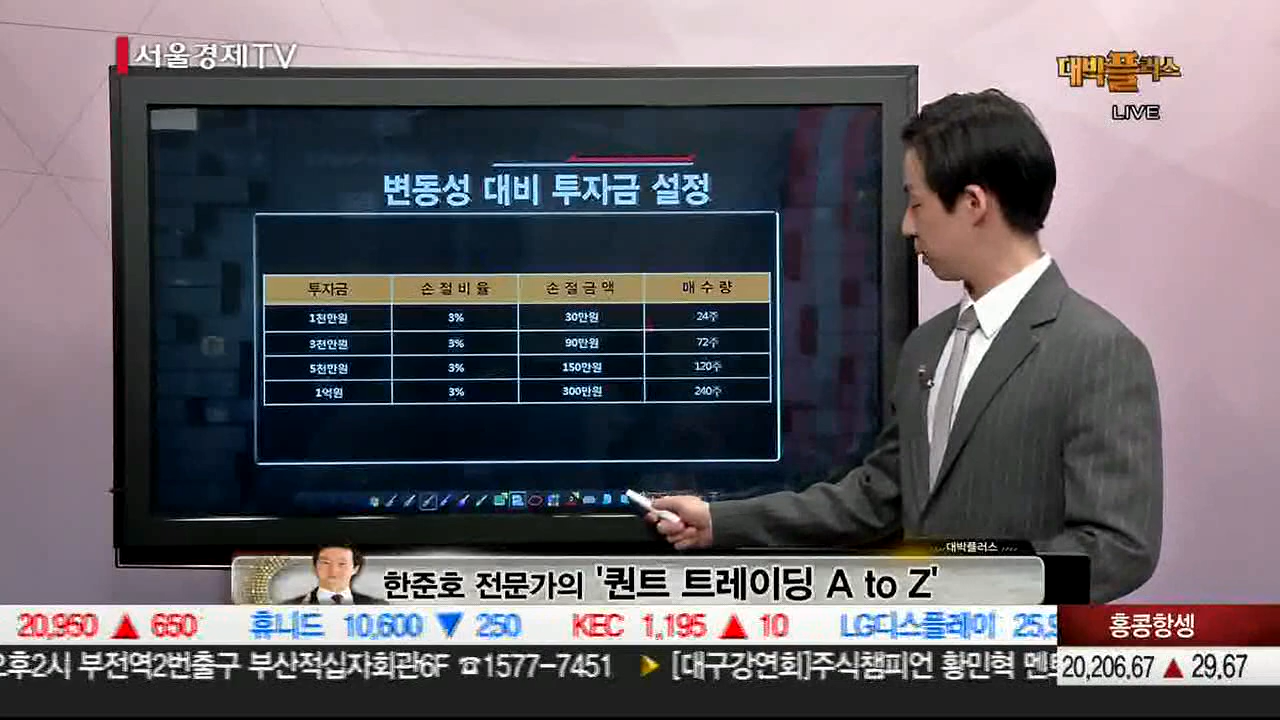 서울경제TV
대박플러스
LIVE
변동성 대비 투자금 설정
투자금 손절비율 손절금액 매수량
1천만원 3% 30만원 24주
3천만원 3% 90만원 72주
5천만원 3% 150만원 120주
1억원 3% 300만원 240주
대박플러스
한준호 전문가의 '퀀트 트레이딩 A to Z'
20,950 ▲ 650 휴니드 10,600 ▼ 250 KEC 1,195 ▲ 10 LG디스플레이 25,9
홍콩항셍
오후2시 부전역2번출구 부산적십자회관6F ☎1577-7451 ▶ [대구강연회]주식챔피언 황민혁 멘토
20,206.67 ▲ 29.67